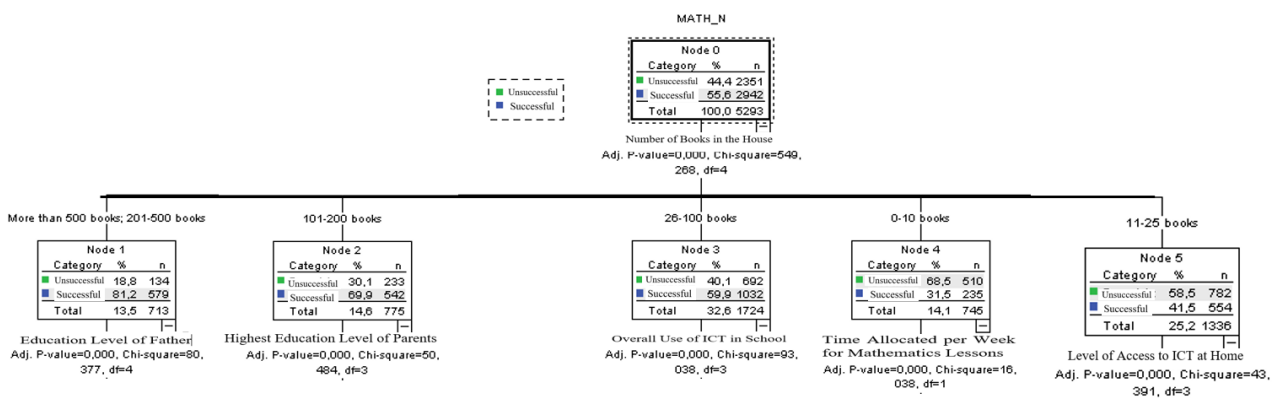 MATH_N
Node 0
Category % n
Unsuccessful 44,4 2351
Successful 55,6 2942
Total 100,0 5293
Unsuccessful
Successful
Number of Books in the House
Adj. P-value=0,000, Chi-square=549,
268, df=4
More than 500 books; 201-500 books
Node 1
Category % n
Unsuccessful 18,8 134
Successful 81,2 579
Total 13,5 713
Education Level of Father
Adj. P-value=0,000, Chi-square=80,
377, df=4
101-200 books
Node 2
Category % n
Unsuccessful 30,1 233
Successful 69,9 542
Total 14,6 775
Highest Education Level of Parents
Adj. P-value=0,000, Chi-square=50,
484, df=3
26-100 books
Node 3
Category % n
Unsuccessful 40,1 692
Successful 59,9 1032
Total 32,6 1724
Overall Use of ICT in School
Adj. P-value=0,000, Chi-square=93,
038, df=3
0-10 books
Node 4
Category % n
Unsuccessful 68,5 510
Successful 31,5 235
Total 14,1 745
Time Allocated per Week
for Mathematics Lessons
Adj. P-value=0,000, Chi-square=16,
038, df=1
11-25 books
Node 5
Category % n
Unsuccessful 58,5 782
Successful 41,5 554
Total 25,2 1336
Level of Access to ICT at Home
Adj. P-value=0,000, Chi-square=43,
391, df=3